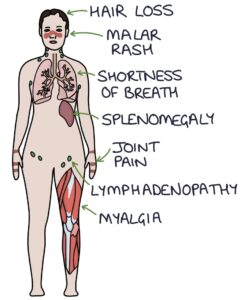 HAIR LOSS
MALAR
RASH
SHORTNESS
OF BREATH
SPLENOMEGALY
JOINT
PAIN
LYMPHADENOPATHY
MYALGIA